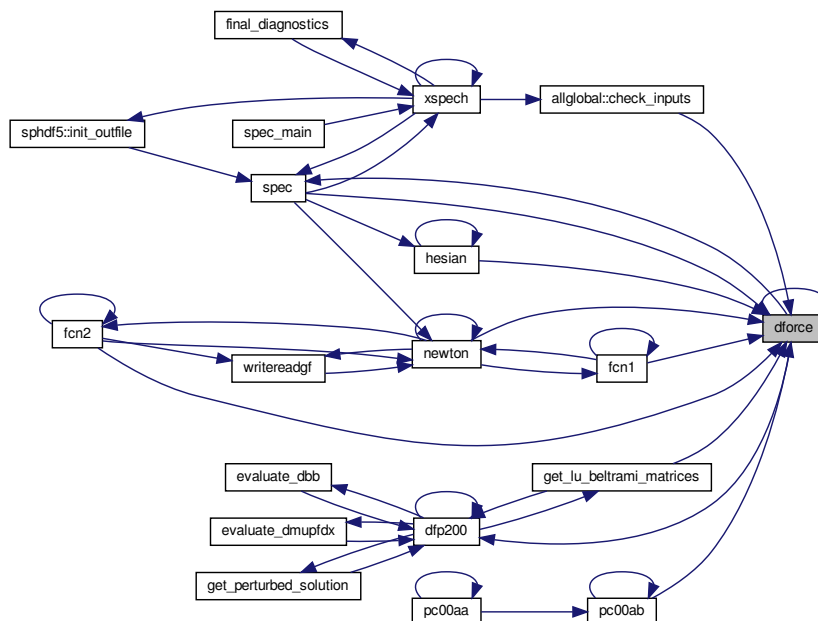 final_diagnostics
xspech
allglobal::check_inputs
sphdf5::init_outfile
spec_main
spec
hesian
dforce
fcn2
newton
writereadgf
fcn1
evaluate_dbb
get_lu_beltrami_matrices
evaluate_dmupfdx
dfp200
get_perturbed_solution
pc00aa
pc00ab